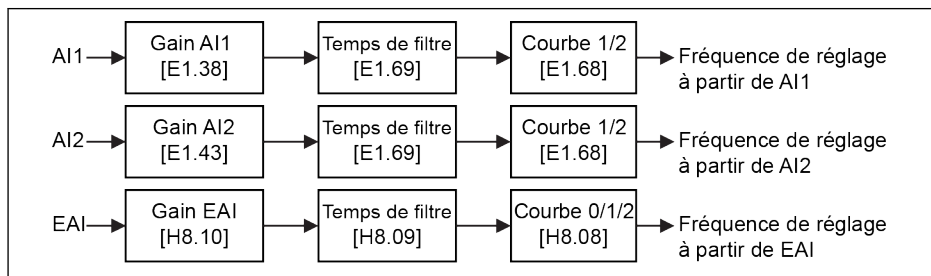 AI1
Gain AI1
[E1.38]
Temps de filtre
[E1.69]
Courbe 1/2
[E1.68]
Fréquence de réglage
à partir de AI1
AI2
Gain AI2
[E1.43]
Temps de filtre
[E1.69]
Courbe 1/2
[E1.68]
Fréquence de réglage
à partir de AI2
EAI
Gain EAI
[H8.10]
Temps de filtre
[H8.09]
Courbe 0/1/2
[H8.08]
Fréquence de réglage
à partir de EAI